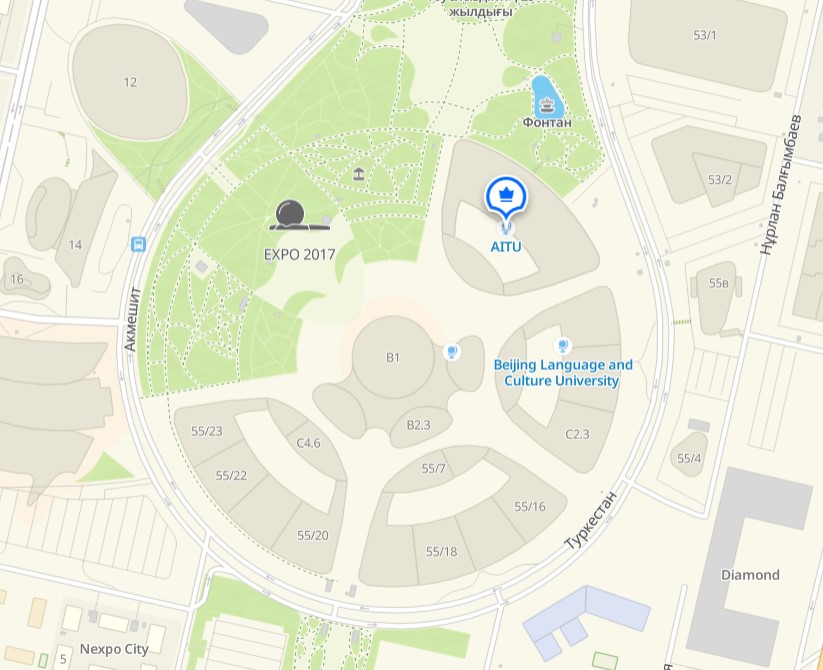 жылдығы
53/1
12
Фонтан
Нұрлан Балғымбаев
53/2
14
AITU
EXPO 2017
16
55в
Акмешит
B1
Beijing Language and
Culture University
B2.3
55/23
C4.6
C2.3
55/4
55/22
55/7
55/16
55/20
55/18
Туркестан
Diamond
Nexpo City
5